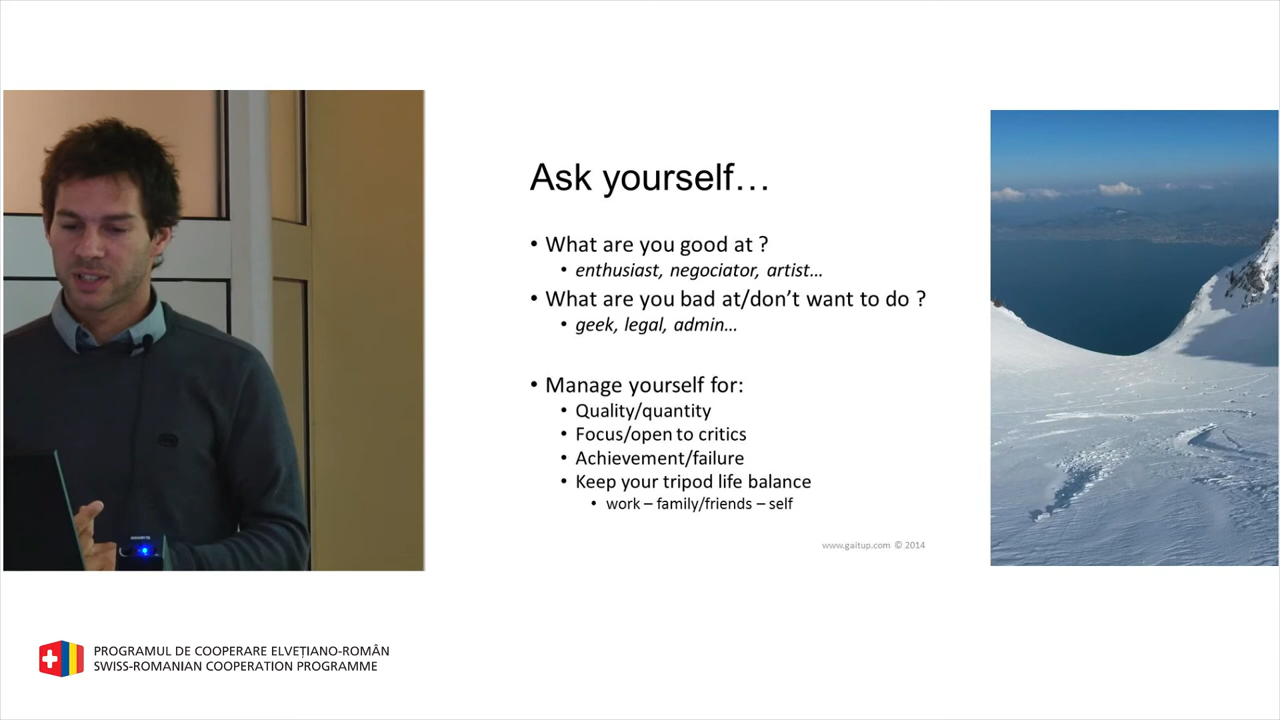 Ask yourself…
• What are you good at ?
• enthusiast, negociator, artist…
• What are you bad at/don't want to do ?
• geek, legal, admin…
• Manage yourself for:
• Quality/quantity
• Focus/open to critics
• Achievement/failure
• Keep your tripod life balance
• work – family/friends – self
www.gaitup.com © 2014
PROGRAMUL DE COOPERARE ELVEȚIANO-ROMÂN
SWISS-ROMANIAN COOPERATION PROGRAMME